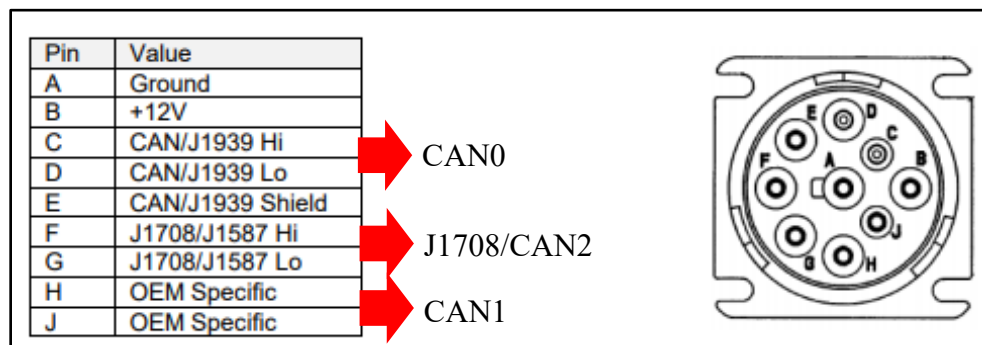 Pin Value
A Ground
B +12V
C CAN/J1939 Hi
D CAN/J1939 Lo
E CAN/J1939 Shield
F J1708/J1587 Hi
G J1708/J1587 Lo
H OEM Specific
J OEM Specific
CAN0
J1708/CAN2
CAN1
E D
C
F A B
J
G H